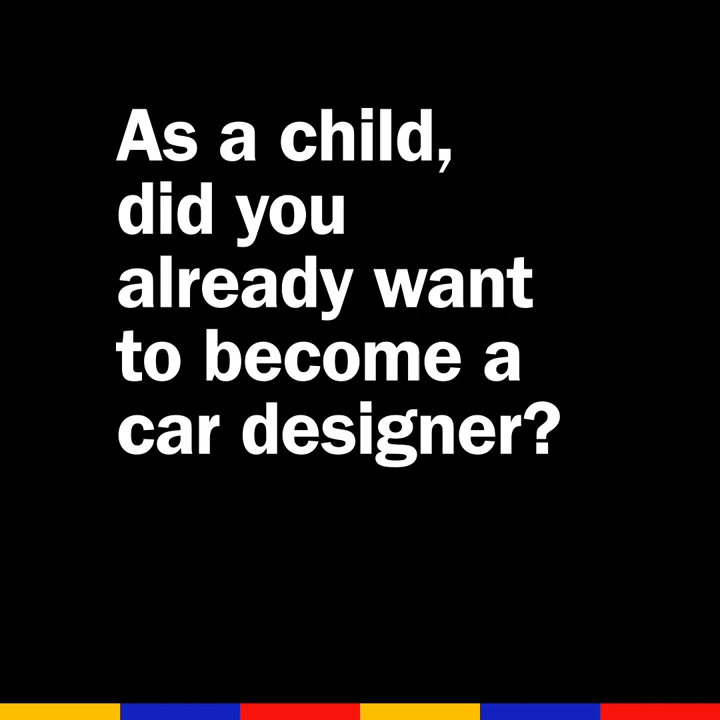 As a child,
did you
already want
to become a
car designer?